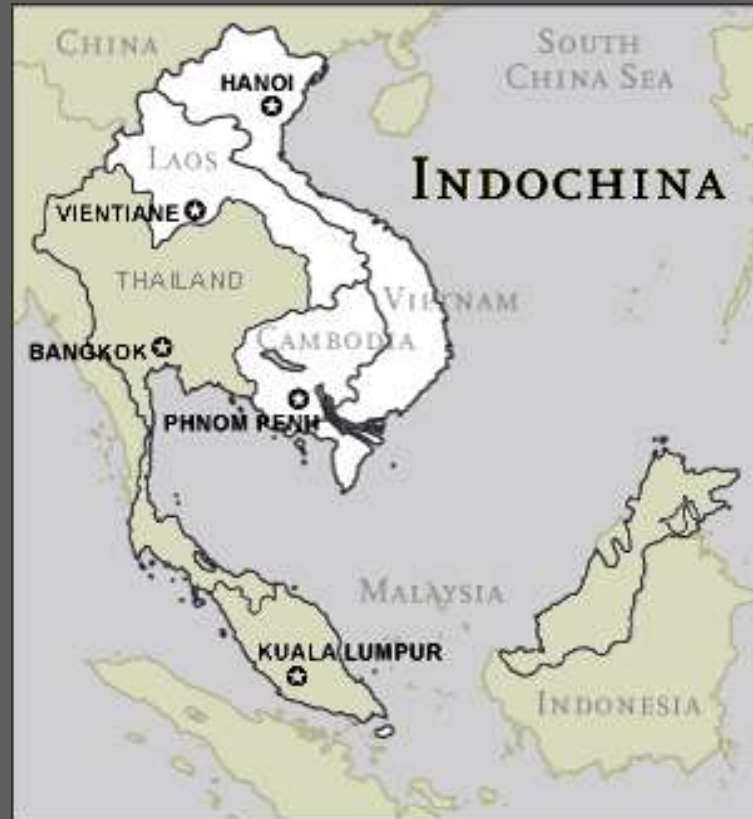 CHINA
SOUTH
CHINA SEA
HANOI
INDOCHINA
LAOS
VIENTIANE
THAILAND
VIETNAM
CAMBODIA
BANGKOK
PHNOM PENH
MALAYSIA
KUALA LUMPUR
INDONESIA